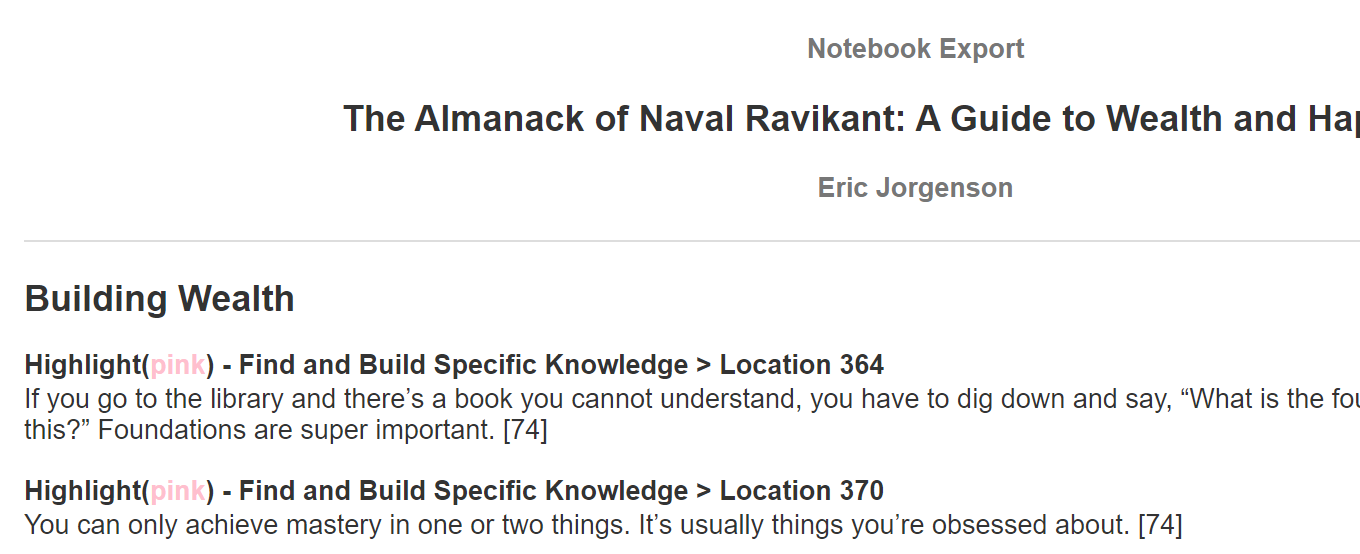 Notebook Export
The Almanack of Naval Ravikant: A Guide to Wealth and
Eric Jorgenson
Building Wealth
Highlight(pink) - Find and Build Specific Knowledge > Location 364
If you go to the library and there’s a book you cannot understand, you have to dig down and say, “What is the
this?” Foundations are super important. [74]
Highlight(pink) - Find and Build Specific Knowledge > Location 370
You can only achieve mastery in one or two things. It’s usually things you’re obsessed about. [74]